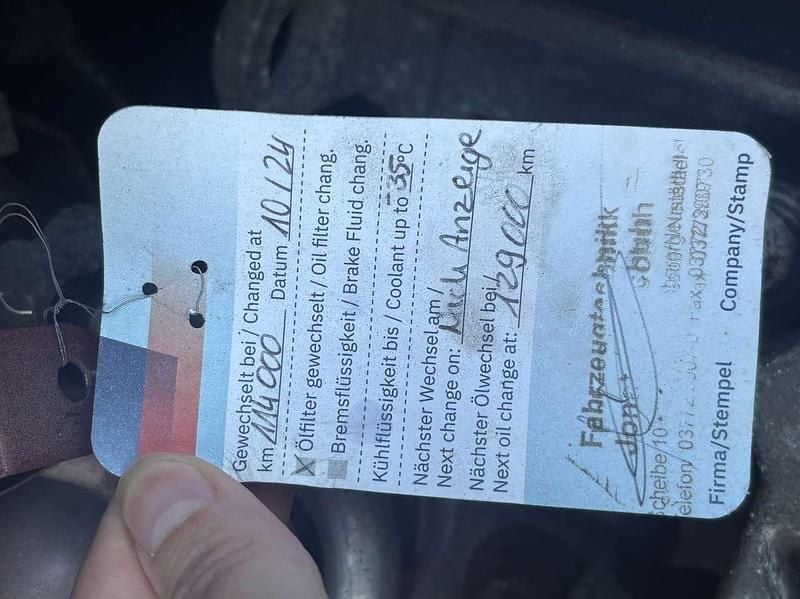 Gewechselt bei / Changed at
km 114000 Datum 10/24
Ölfilter gewechselt / Oil filter chang.
Bremsflüssigkeit / Brake Fluid chang.
Kühlflüssigkeit bis / Coolant up to -35°C
Nächster Wechsel am /
Next change on: Nach Anzeige
Nächster Ölwechsel bei /
Next oil change at: 129000 km
Fahrzeugtechnik
Firma/Stempel Company/Stamp